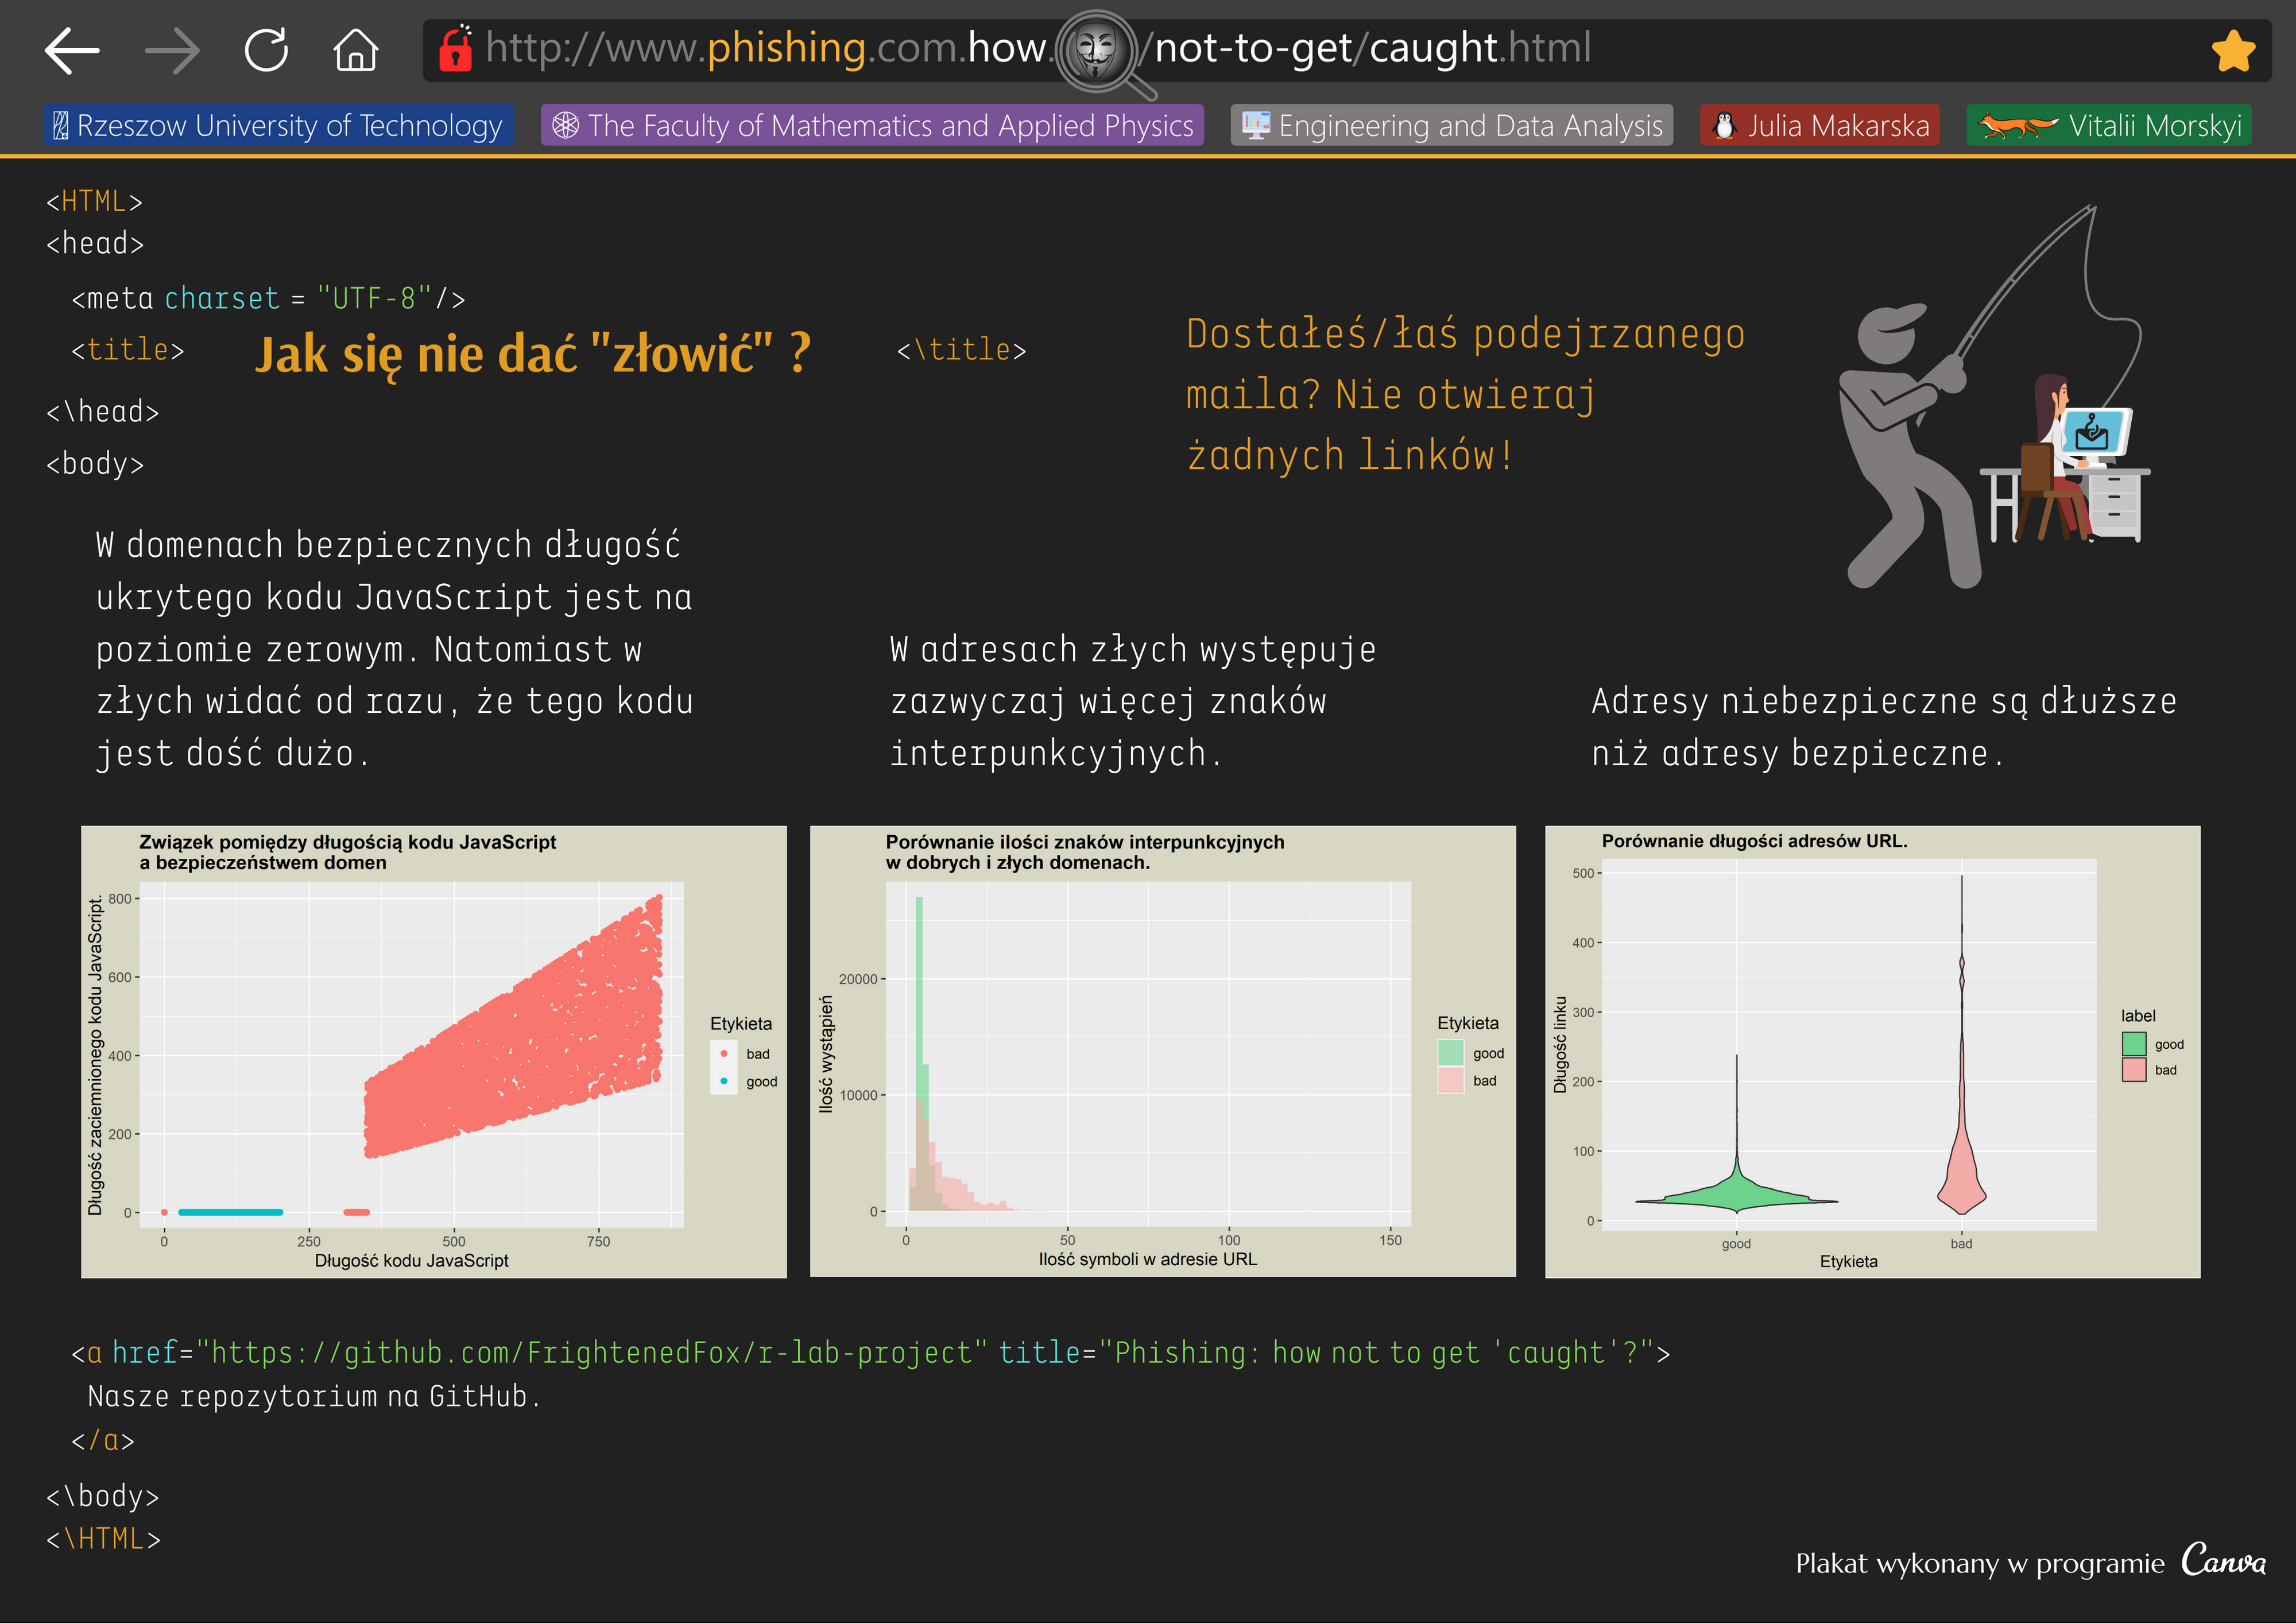 http://www.phishing.com.how. /not-to-get/caught.html
Rzeszow University of Technology
The Faculty of Mathematics and Applied Physics
Engineering and Data Analysis
Julia Makarska
Vitalii Morskyi
<HTML>
<head>
<meta charset = "UTF-8"/>
<title> Jak się nie dać "złowić" ? <\title>
<\head>
<body>
Dostałeś/łaś podejrzanego
maila? Nie otwieraj
żadnych linków!
W domenach bezpiecznych długość
ukrytego kodu JavaScript jest na
poziomie zerowym. Natomiast w
złych widać od razu, że tego kodu
jest dość dużo.
W adresach złych występuje
zazwyczaj więcej znaków
interpunkcyjnych.
Adresy niebezpieczne są dłuższe
niż adresy bezpieczne.
Związek pomiędzy długością kodu JavaScript
a bezpieczeństwem domen
Długość zaciemnionego kodu JavaScript.
800
600
400
200
0
0 250 500 750
Długość kodu JavaScript
Etykieta
bad
good
Porównanie ilości znaków interpunkcyjnych
w dobrych i złych domenach.
Ilość wystąpień
20000
10000
0
0 50 100 150
Ilość symboli w adresie URL
Etykieta
good
bad
Porównanie długości adresów URL.
Długość linku
500
400
300
200
100
0
good bad
Etykieta
label
good
bad
<a href="https://github.com/FrightenedFox/r-lab-project" title="Phishing: how not to get 'caught'?">
Nasze repozytorium na GitHub.
</a>
<\body>
<\HTML>
Plakat wykonany w programie Canva